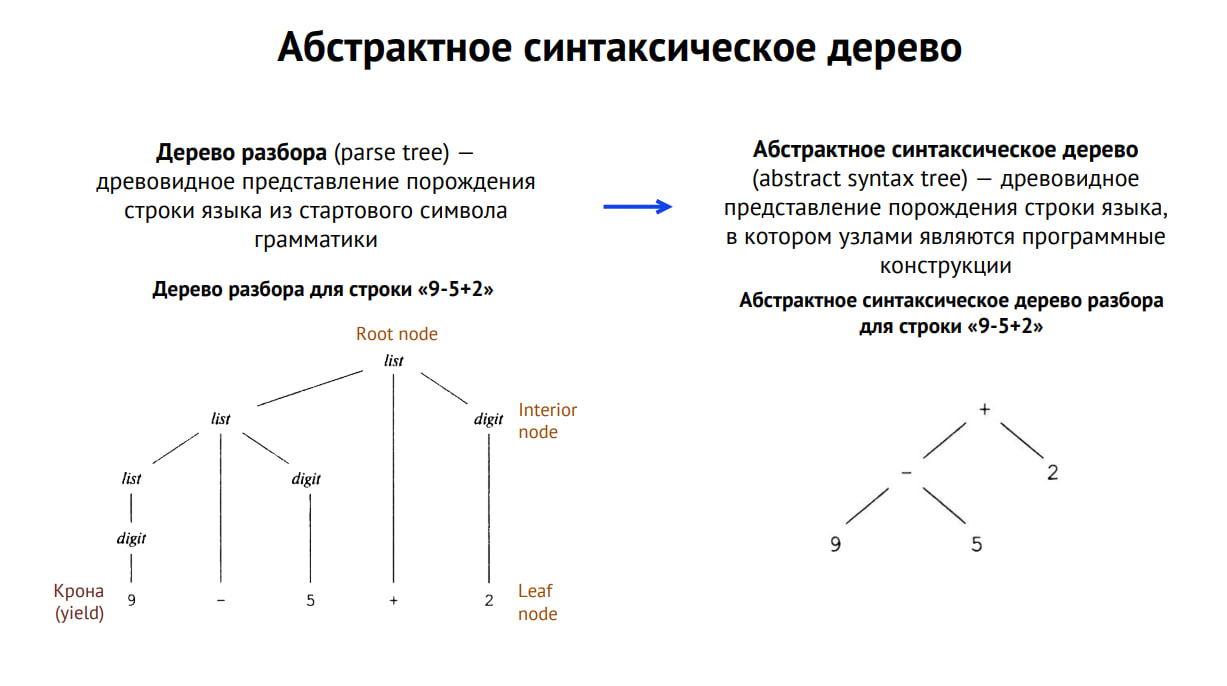 Абстрактное синтаксическое дерево
Дерево разбора (parse tree) —
древовидное представление порождения
строки языка из стартового символа
грамматики
Дерево разбора для строки «9-5+2»
Root node
list
list
digit
Interior
node
list
digit
digit
Крона
(yield)
9
–
5
+
2
Leaf
node
Абстрактное синтаксическое дерево
(abstract syntax tree) — древовидное
представление порождения строки языка,
в котором узлами являются программные
конструкции
Абстрактное синтаксическое дерево разбора
для строки «9-5+2»
+
–
2
9
5